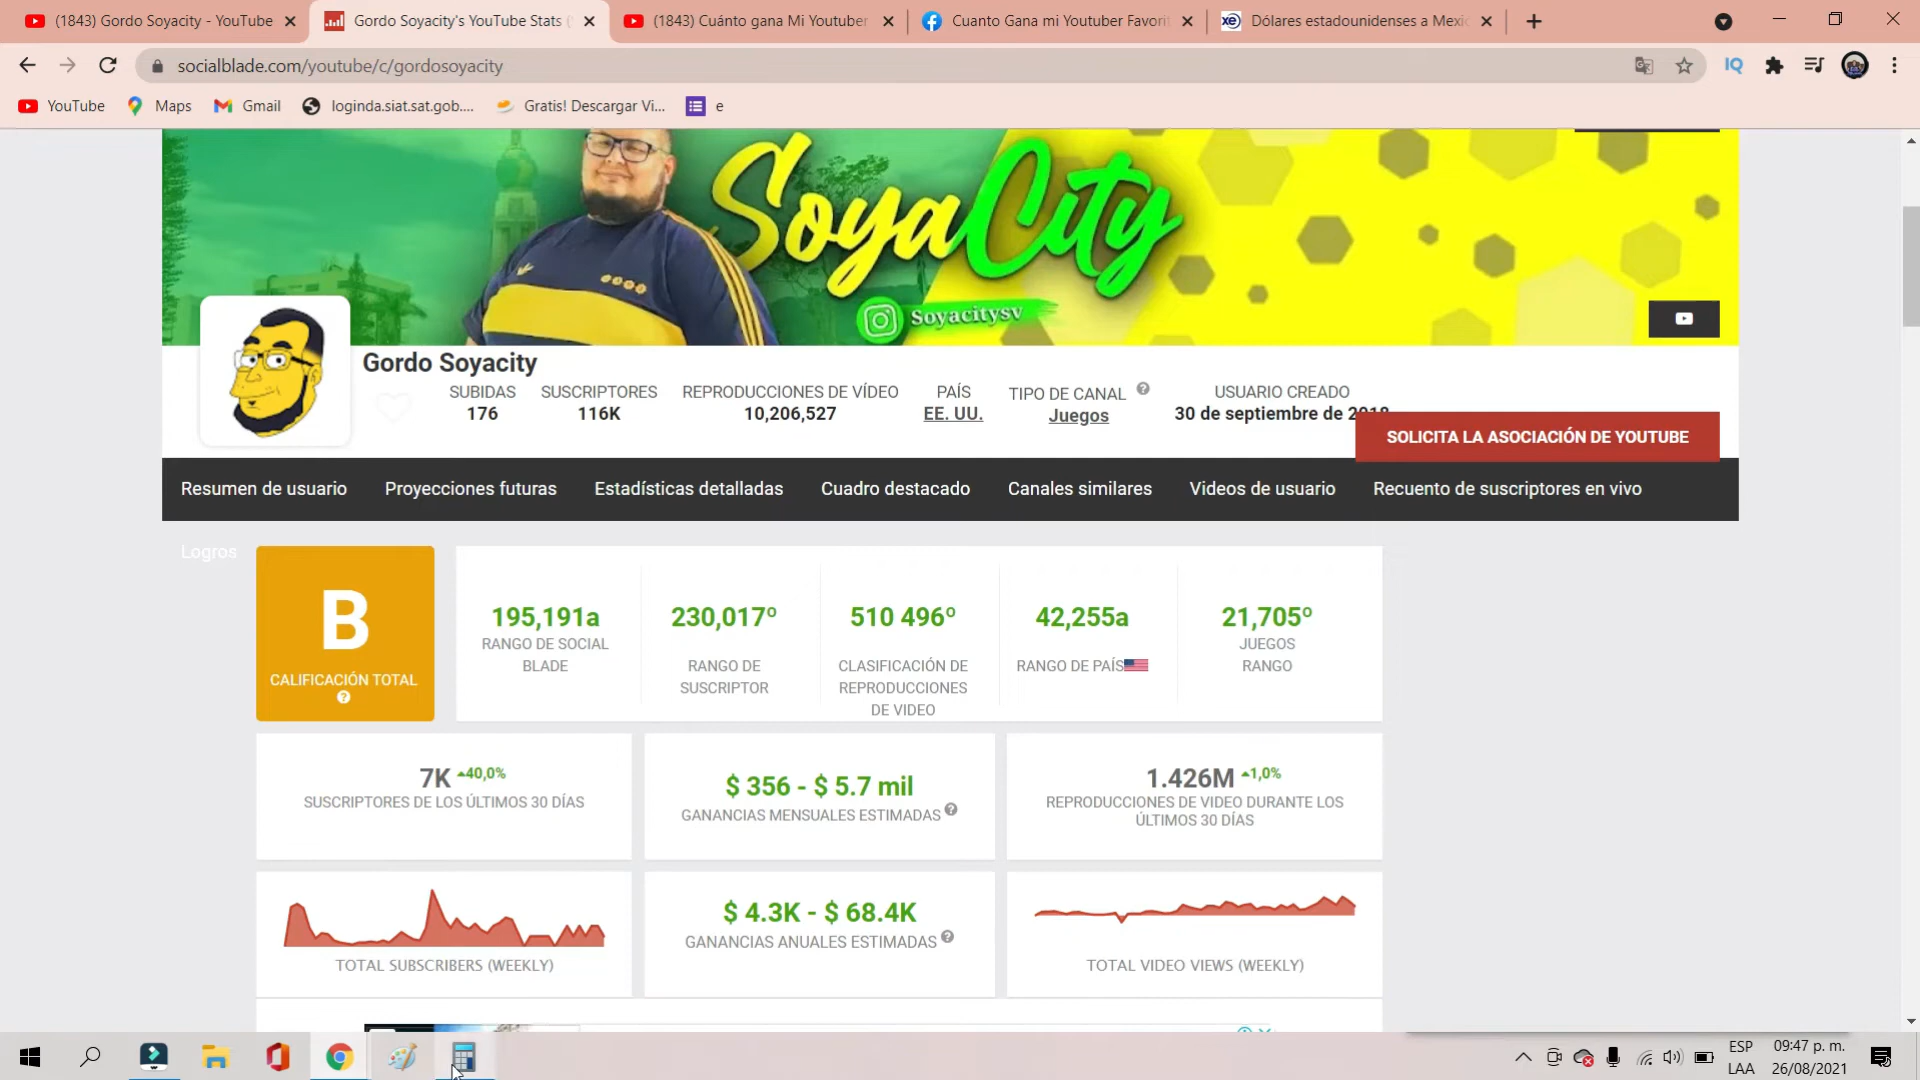 (1843) Gordo Soyacity - YouTube
Gordo Soyacity's YouTube Stats (
(1843) Cuánto gana Mi Youtuber
Cuanto Gana mi Youtuber Favorit
xe Dólares estadounidenses a Mexic
socialblade.com/youtube/c/gordosoyacity
IQ
YouTube
Maps
Gmail
loginda.siat.sat.gob....
Gratis! Descargar Vi...
e
SoyaCity
Soyacitysv
Gordo Soyacity
SUBIDAS
176
SUSCRIPTORES
116K
REPRODUCCIONES DE VÍDEO
10,206,527
PAÍS
EE. UU.
TIPO DE CANAL ?
Juegos
USUARIO CREADO
30 de septiembre de 2018
SOLICITA LA ASOCIACIÓN DE YOUTUBE
Resumen de usuario
Proyecciones futuras
Estadísticas detalladas
Cuadro destacado
Canales similares
Videos de usuario
Recuento de suscriptores en vivo
Logros
B
CALIFICACIÓN TOTAL
?
195,191a
RANGO DE SOCIAL
BLADE
230,017º
RANGO DE
SUSCRIPTOR
510 496º
CLASIFICACIÓN DE
REPRODUCCIONES
DE VIDEO
42,255a
RANGO DE PAÍS
21,705º
JUEGOS
RANGO
7K 40,0%
SUSCRIPTORES DE LOS ÚLTIMOS 30 DÍAS
$ 356 - $ 5.7 mil
GANANCIAS MENSUALES ESTIMADAS ?
1.426M 1,0%
REPRODUCCIONES DE VIDEO DURANTE LOS
ÚLTIMOS 30 DÍAS
TOTAL SUBSCRIBERS (WEEKLY)
$ 4.3K - $ 68.4K
GANANCIAS ANUALES ESTIMADAS ?
TOTAL VIDEO VIEWS (WEEKLY)
ESP
LAA
09:47 p. m.
26/08/2021